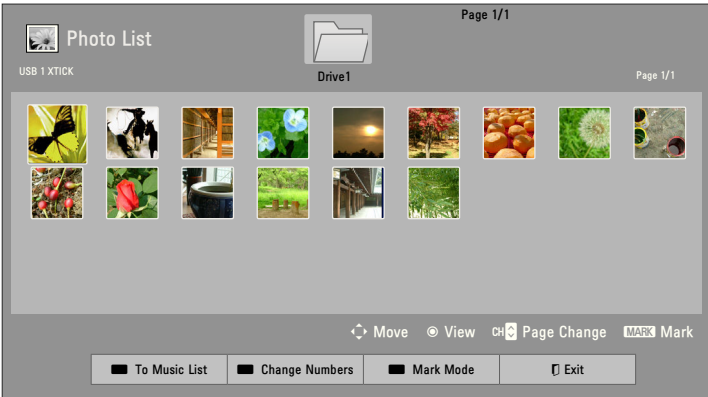 Page 1/1
Photo List
USB 1 XTICK
Drive1
Page 1/1
Move View CH Page Change MARK Mark
To Music List Change Numbers Mark Mode Exit